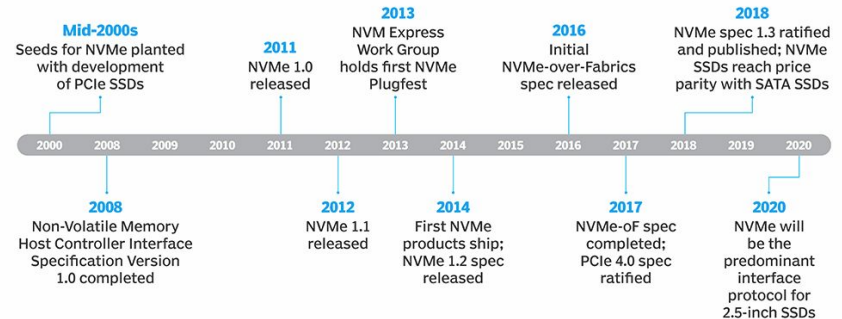 Mid-2000s
Seeds for NVMe planted
with development
of PCIe SSDs
2011
NVMe 1.0
released
2013
NVM Express
Work Group
holds first NVMe
Plugfest
2016
Initial
NVMe-over-Fabrics
spec released
2018
NVMe spec 1.3 ratified
and published; NVMe
SSDs reach price
parity with SATA SSDs
2000 2008 2009 2010 2011 2012 2013 2014 2015 2016 2017 2018 2019 2020
2008
Non-Volatile Memory
Host Controller Interface
Specification Version
1.0 completed
2012
NVMe 1.1
released
2014
First NVMe
products ship;
NVMe 1.2 spec
released
2017
NVMe-oF spec
completed;
PCIe 4.0 spec
ratified
2020
NVMe will
be the
predominant
interface
protocol for
2.5-inch SSDs